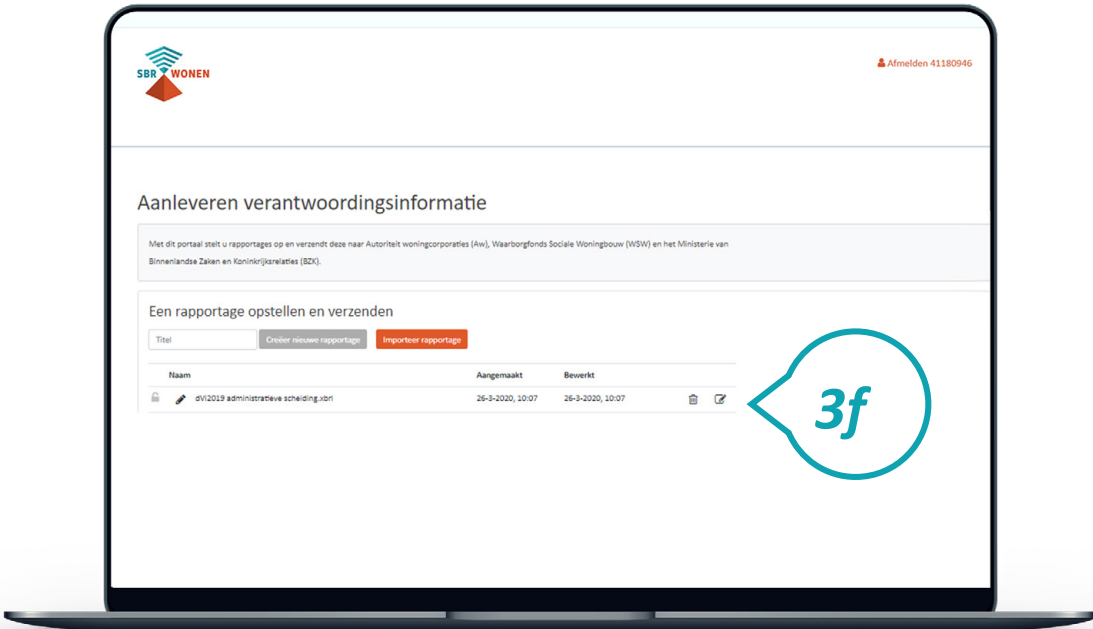 SBR WONEN
Afmelden 41180946
Aanleveren verantwoordingsinformatie
Met dit portaal stelt u rapportages op en verzendt deze naar Autoriteit woningcorporaties (Aw), Waarborgfonds Sociale Woningbouw (WSW) en het Ministerie van
Binnenlandse Zaken en Koninkrijksrelaties (BZK).
Een rapportage opstellen en verzenden
Titel Creëer nieuwe rapportage Importeer rapportage
Naam Aangemaakt Bewerkt
dVi2019 administratieve scheiding.xbrl 26-3-2020, 10:07 26-3-2020, 10:07
3f